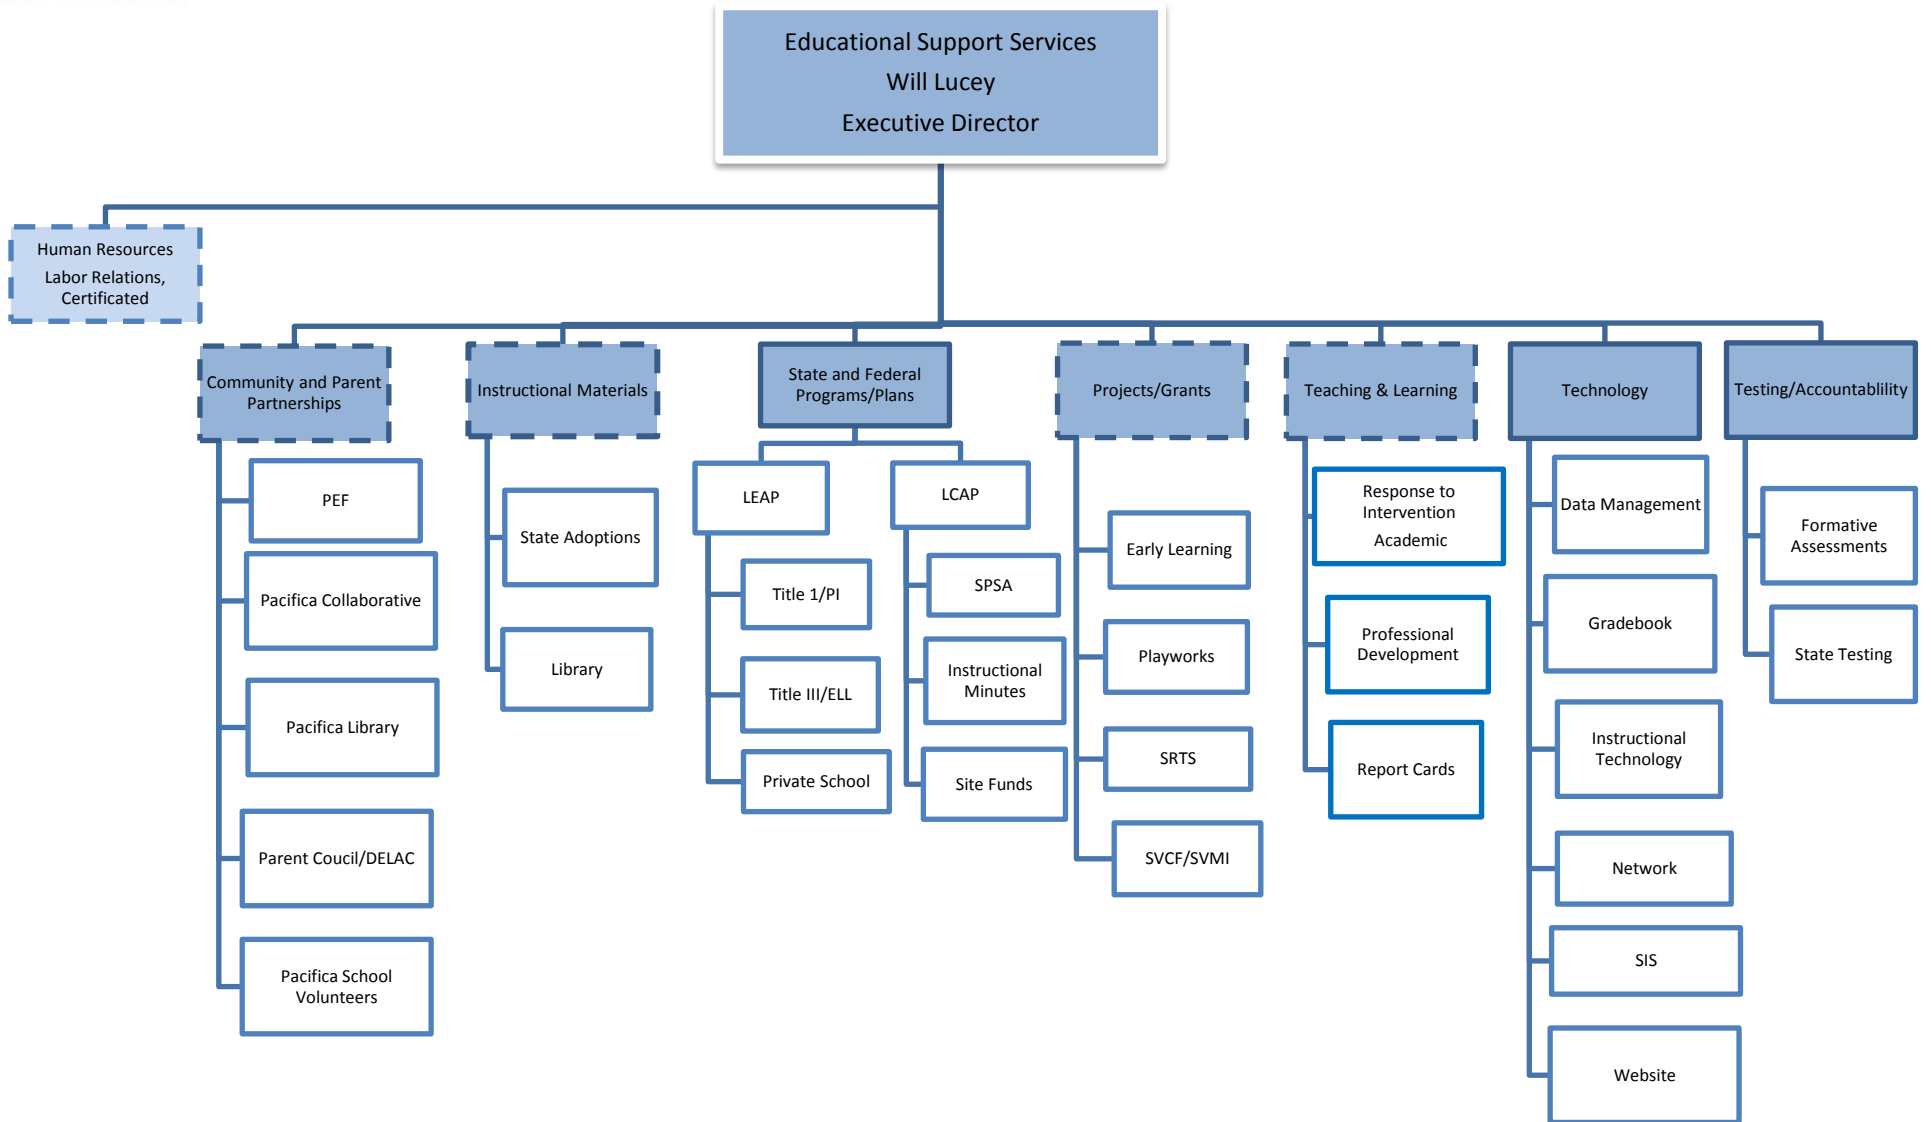 Educational Support Services
Will Lucey
Executive Director
Human Resources
Labor Relations,
Certificated
Community and Parent
Partnerships
Instructional Materials
State and Federal
Programs/Plans
Projects/Grants
Teaching & Learning
Technology
Testing/Accountablility
PEF
Pacifica Collaborative
Pacifica Library
Parent Coucil/DELAC
Pacifica School
Volunteers
State Adoptions
Library
LEAP
Title 1/PI
Title III/ELL
Private School
LCAP
SPSA
Instructional
Minutes
Site Funds
Early Learning
Playworks
SRTS
SVCF/SVMI
Response to
Intervention
Academic
Professional
Development
Report Cards
Data Management
Gradebook
Instructional
Technology
Network
SIS
Website
Formative
Assessments
State Testing